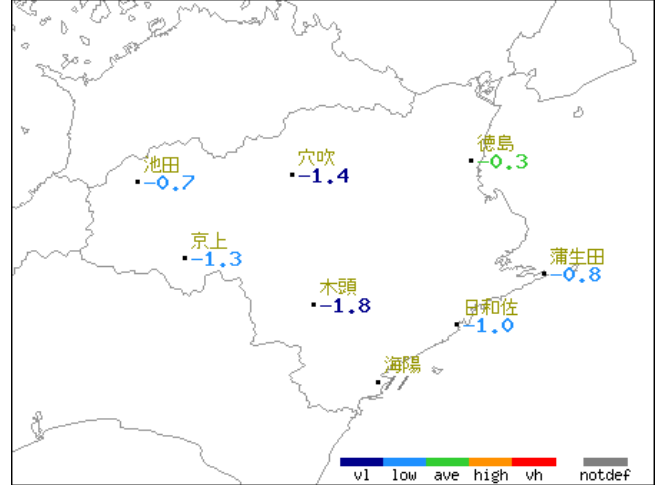 徳島
-0.3
穴吹
-1.4
池田
-0.7
京上
-1.3
蒲生田
-0.8
木頭
-1.8
日和佐
-1.0
海陽
//
vl low ave high vh notdef